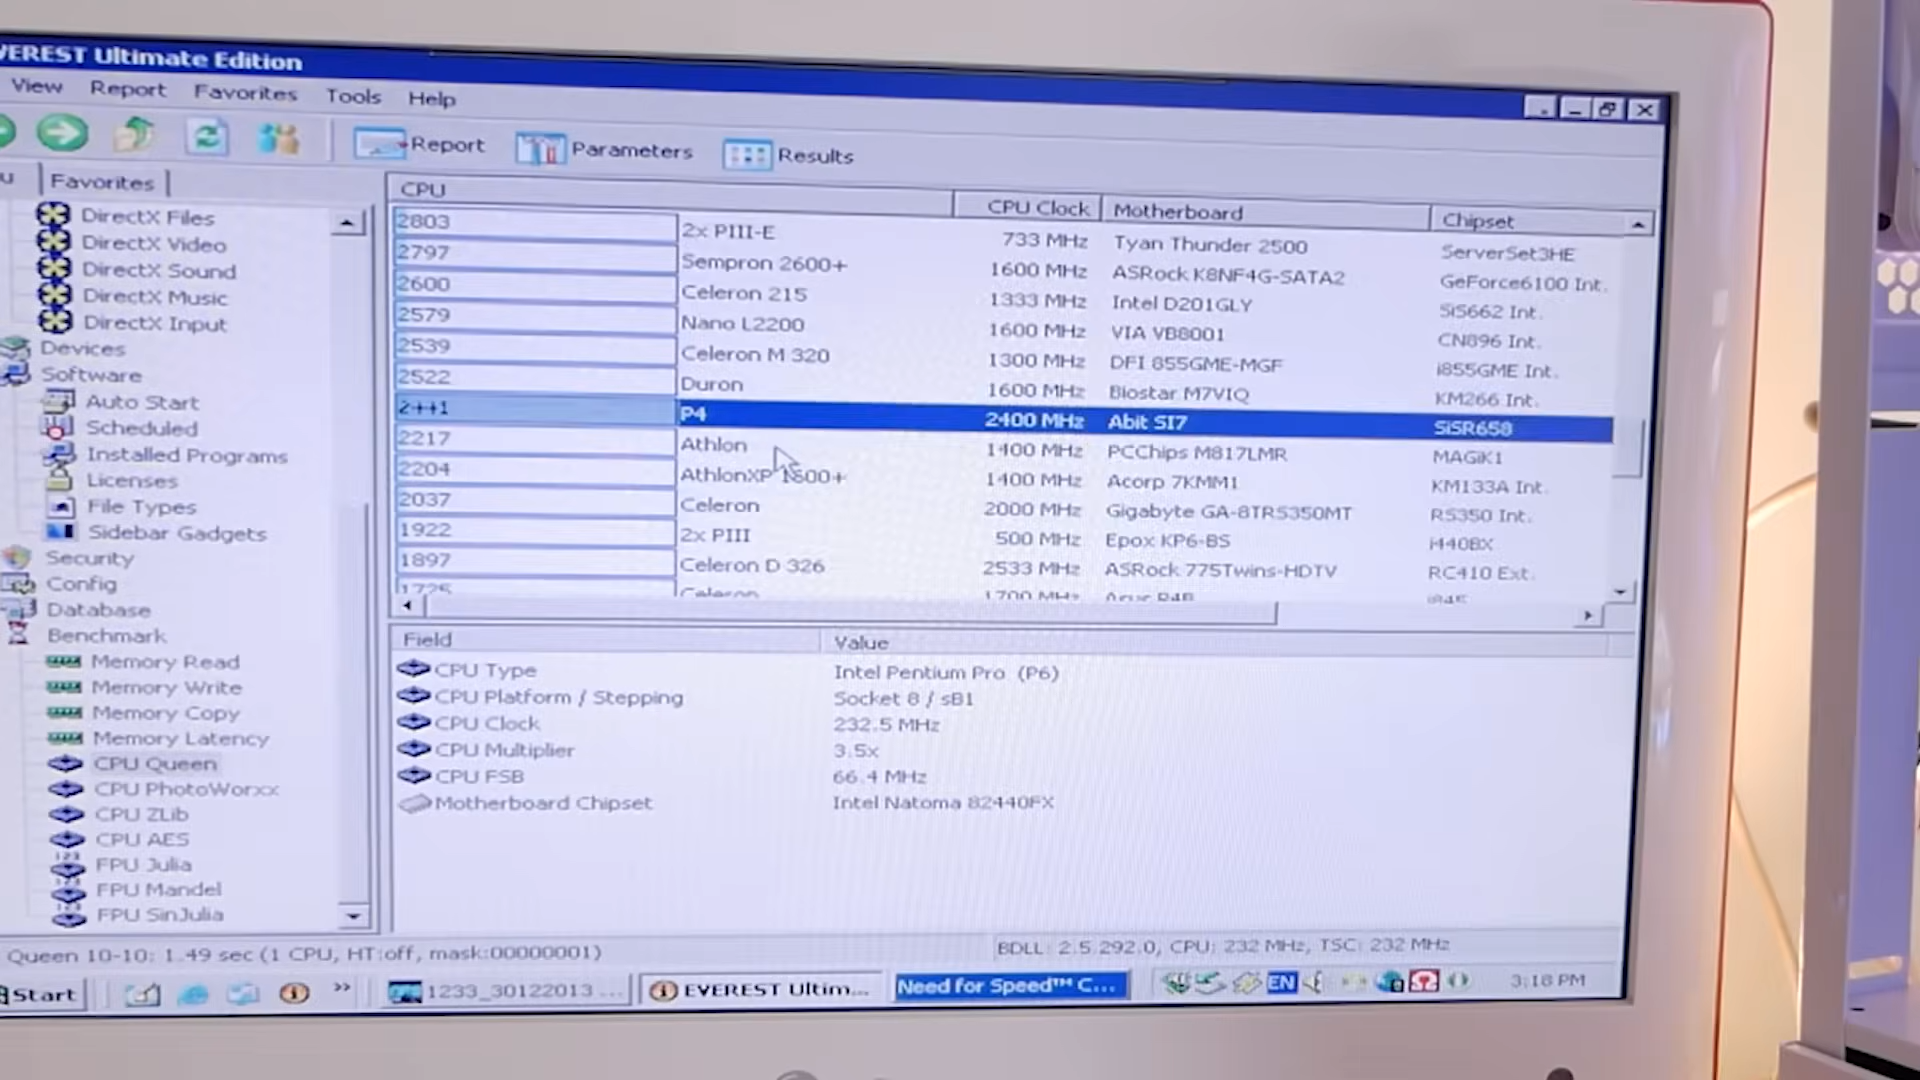 VEREST Ultimate Edition
View Report Favorites Tools Help
Report Parameters Results
u Favorites
DirectX Files
DirectX Video
DirectX Sound
DirectX Music
DirectX Input
Devices
Software
Auto Start
Scheduled
Installed Programs
Licenses
File Types
Sidebar Gadgets
Security
Config
Database
Benchmark
Memory Read
Memory Write
Memory Copy
Memory Latency
CPU Queen
CPU PhotoWorxx
CPU ZLib
CPU AES
FPU Julia
FPU Mandel
FPU SinJulia
CPU CPU Clock Motherboard Chipset
2803 2x PIII-E 733 MHz Tyan Thunder 2500 ServerSet3HE
2797 Sempron 2600+ 1600 MHz ASRock K8NF4G-SATA2 GeForce6100 Int.
2600 Celeron 215 1333 MHz Intel D201GLY SiS662 Int.
2579 Nano L2200 1600 MHz VIA VB8001 CN896 Int.
2539 Celeron M 320 1300 MHz DFI 855GME-MGF i855GME Int.
2522 Duron 1600 MHz Biostar M7VIQ KM266 Int.
2441 P4 2400 MHz Abit SI7 SiSR658
2217 Athlon 1400 MHz PCChips M817LMR MAGiK1
2204 AthlonXP 1600+ 1400 MHz Acorp 7KMM1 KM133A Int.
2037 Celeron 2000 MHz Gigabyte GA-8TRS350MT RS350 Int.
1922 2x PIII 500 MHz Epox KP6-BS i440BX
1897 Celeron D 326 2533 MHz ASRock 775Twins-HDTV RC410 Ext.
Celeron 1700 MHz
Field Value
CPU Type Intel Pentium Pro (P6)
CPU Platform / Stepping Socket 8 / sB1
CPU Clock 232.5 MHz
CPU Multiplier 3.5x
CPU FSB 66.4 MHz
Motherboard Chipset Intel Natoma 82440FX
Queen 10-10: 1.49 sec (1 CPU, HT:off, mask:00000001) BDLL: 2.5.292.0, CPU: 232 MHz, TSC: 232 MHz
Start » 1233_30122013 ... EVEREST Ultim... Need for Speed™ C... EN 3:18 PM